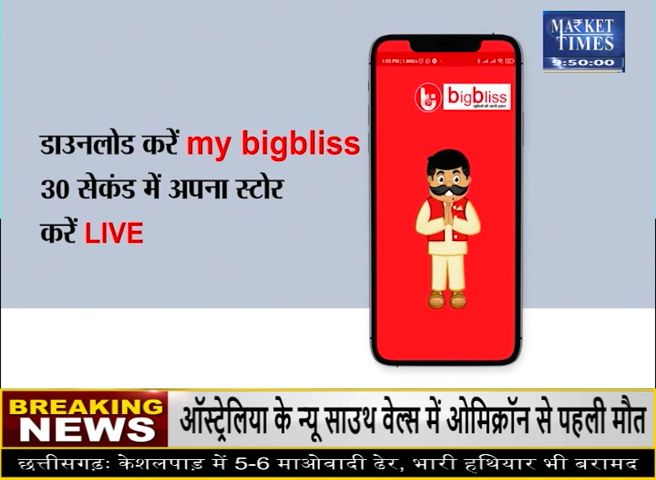 MARKET
TIMES
9:50:00
bigbliss
डाउनलोड करें my bigbliss
30 सेकंड में अपना स्टोर
करें LIVE
BREAKING
NEWS
ऑस्ट्रेलिया के न्यू साउथ वेल्स में ओमिक्रॉन से पहली मौत
छत्तीसगढ़: केशलपाड़ में 5-6 माओवादी ढेर, भारी हथियार भी बरामद